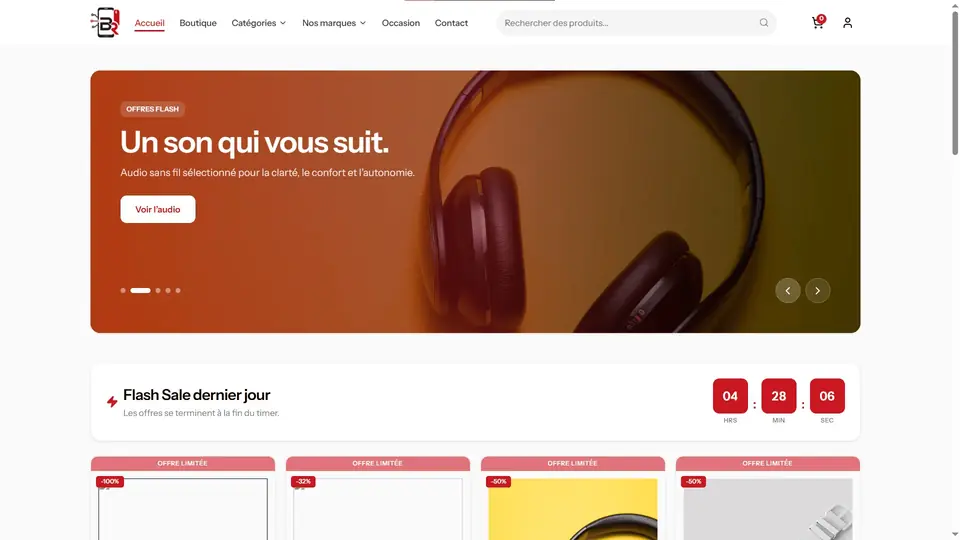 BR
Accueil
Boutique
Catégories
Nos marques
Occasion
Contact
Rechercher des produits...
0
OFFRES FLASH
Un son qui vous suit.
Audio sans fil sélectionné pour la clarté, le confort et l'autonomie.
Voir l'audio
Flash Sale dernier jour
Les offres se terminent à la fin du timer.
04 : 28 : 06
HRS MIN SEC
OFFRE LIMITÉE
-100%
OFFRE LIMITÉE
-32%
OFFRE LIMITÉE
-50%
OFFRE LIMITÉE
-50%